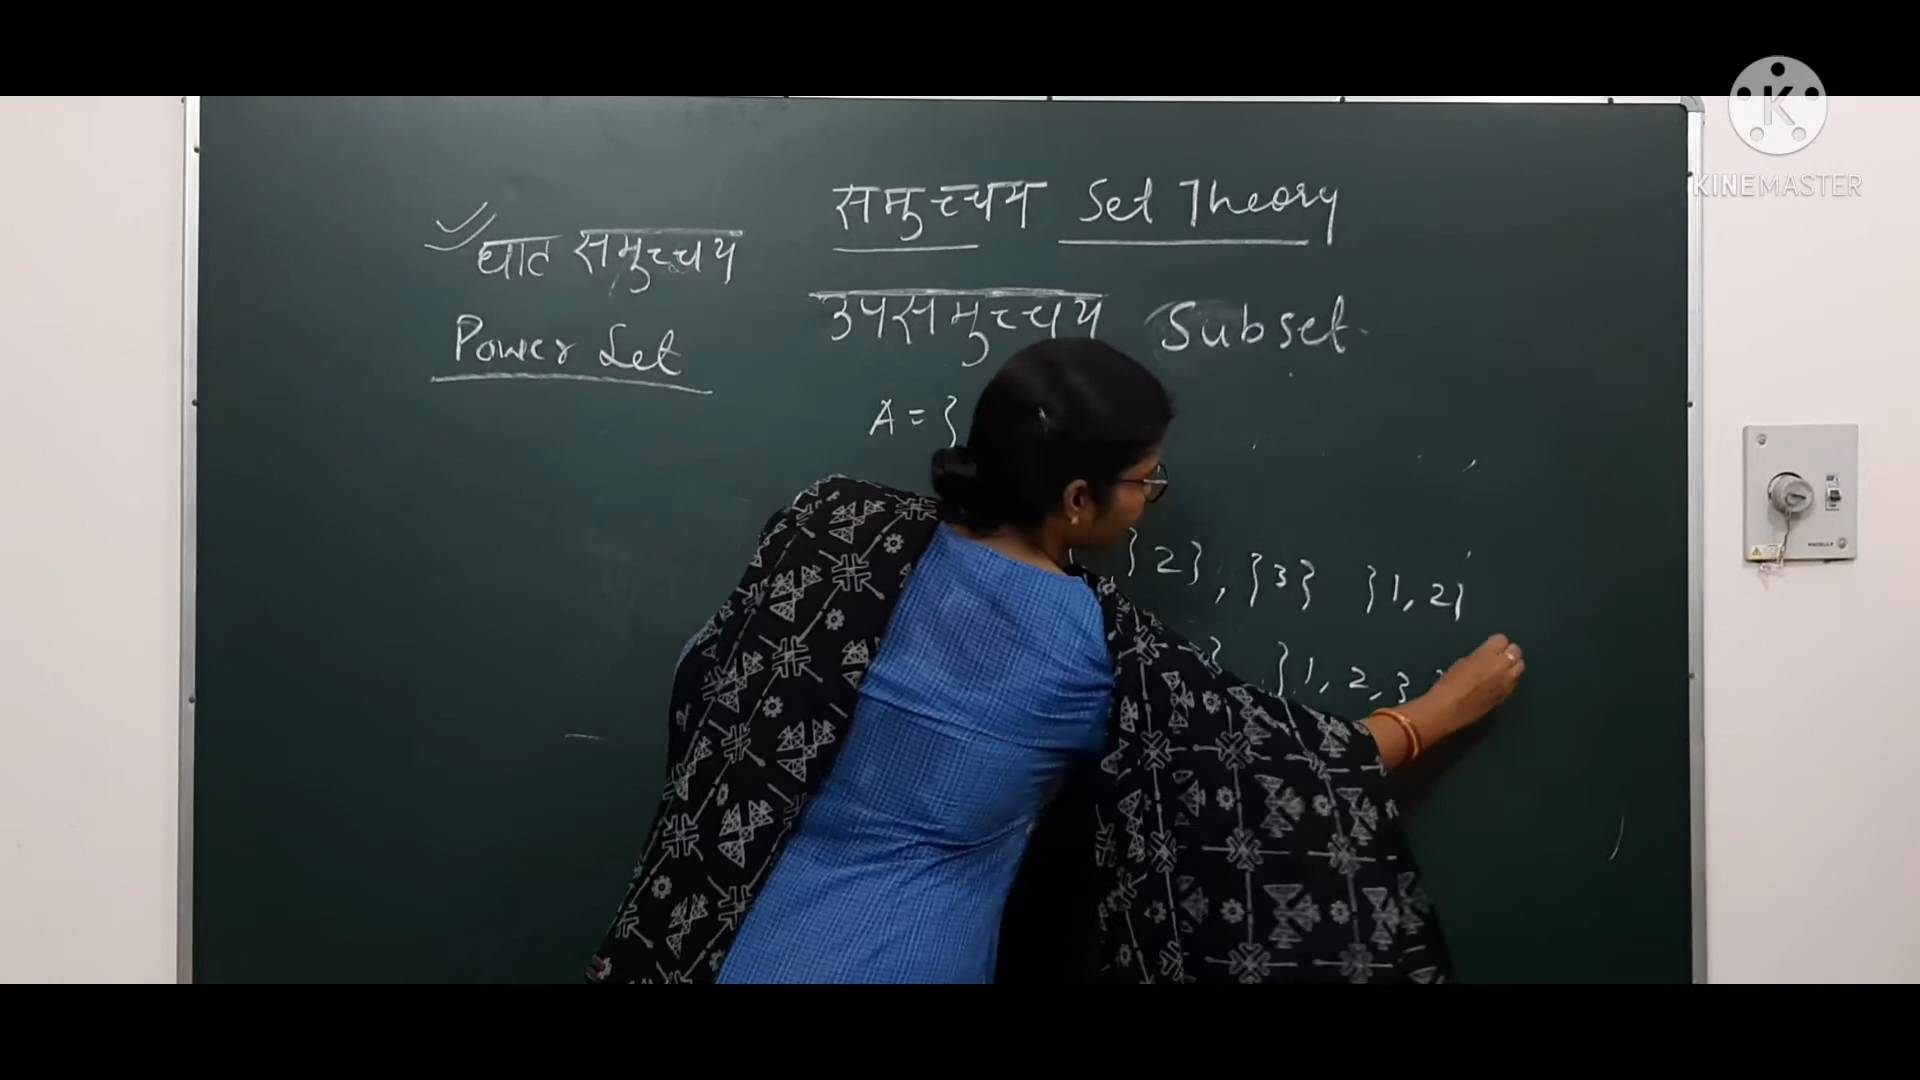 समुच्चय Set Theory
घात समुच्चय
Power Set
उपसमुच्चय Subset
A = {
{2}, {3} {1, 2}
} {1, 2, 3
KINEMASTER